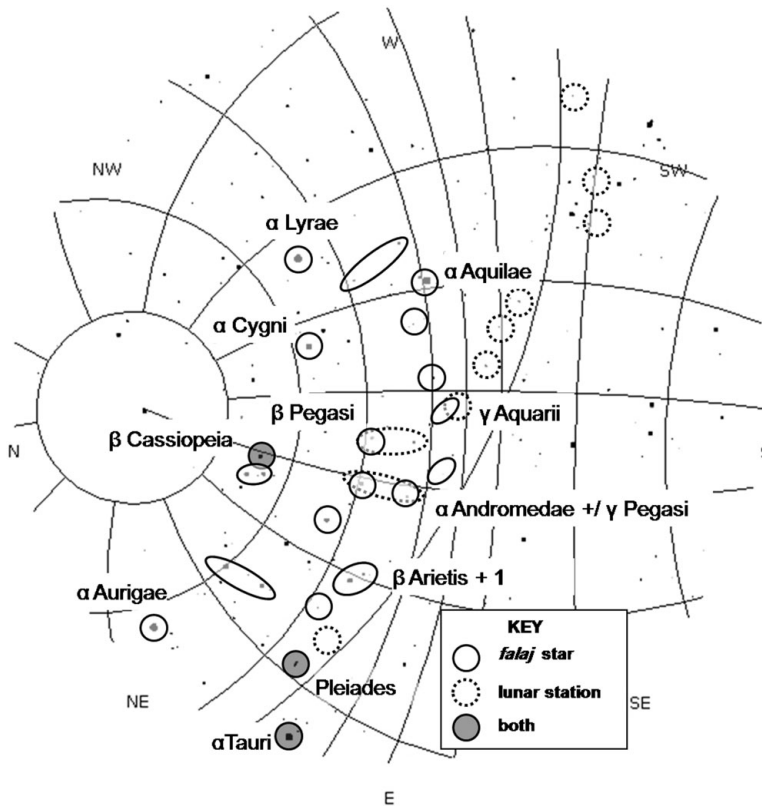 W
NW
SW
α Lyrae
α Aquilae
α Cygni
β Pegasi
γ Aquarii
β Cassiopeia
N
α Andromedae +/ γ Pegasi
α Aurigae
β Arietis + 1
KEY
falaj star
lunar station
both
Pleiades
NE
SE
αTauri
E